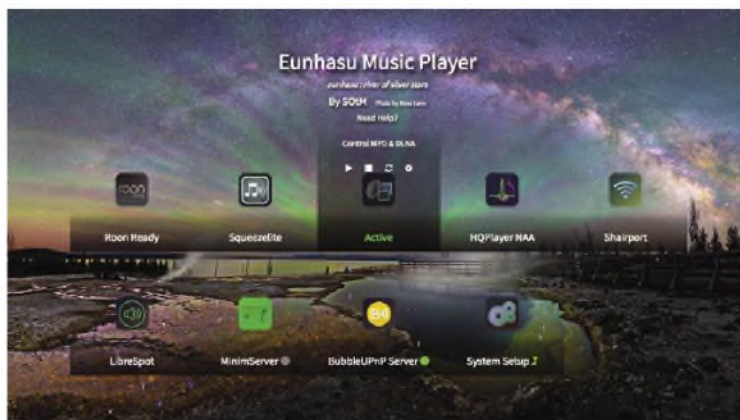 Eunhasu Music Player
eunhasu : river of silver stars
By SOtM
Need Help?
Control MPD & DLNA
roon
Roon Ready
Squeezelite
Active
HQPlayer NAA
Shairport
LibreSpot
MinimServer
BubbleUPnP Server
System Setup